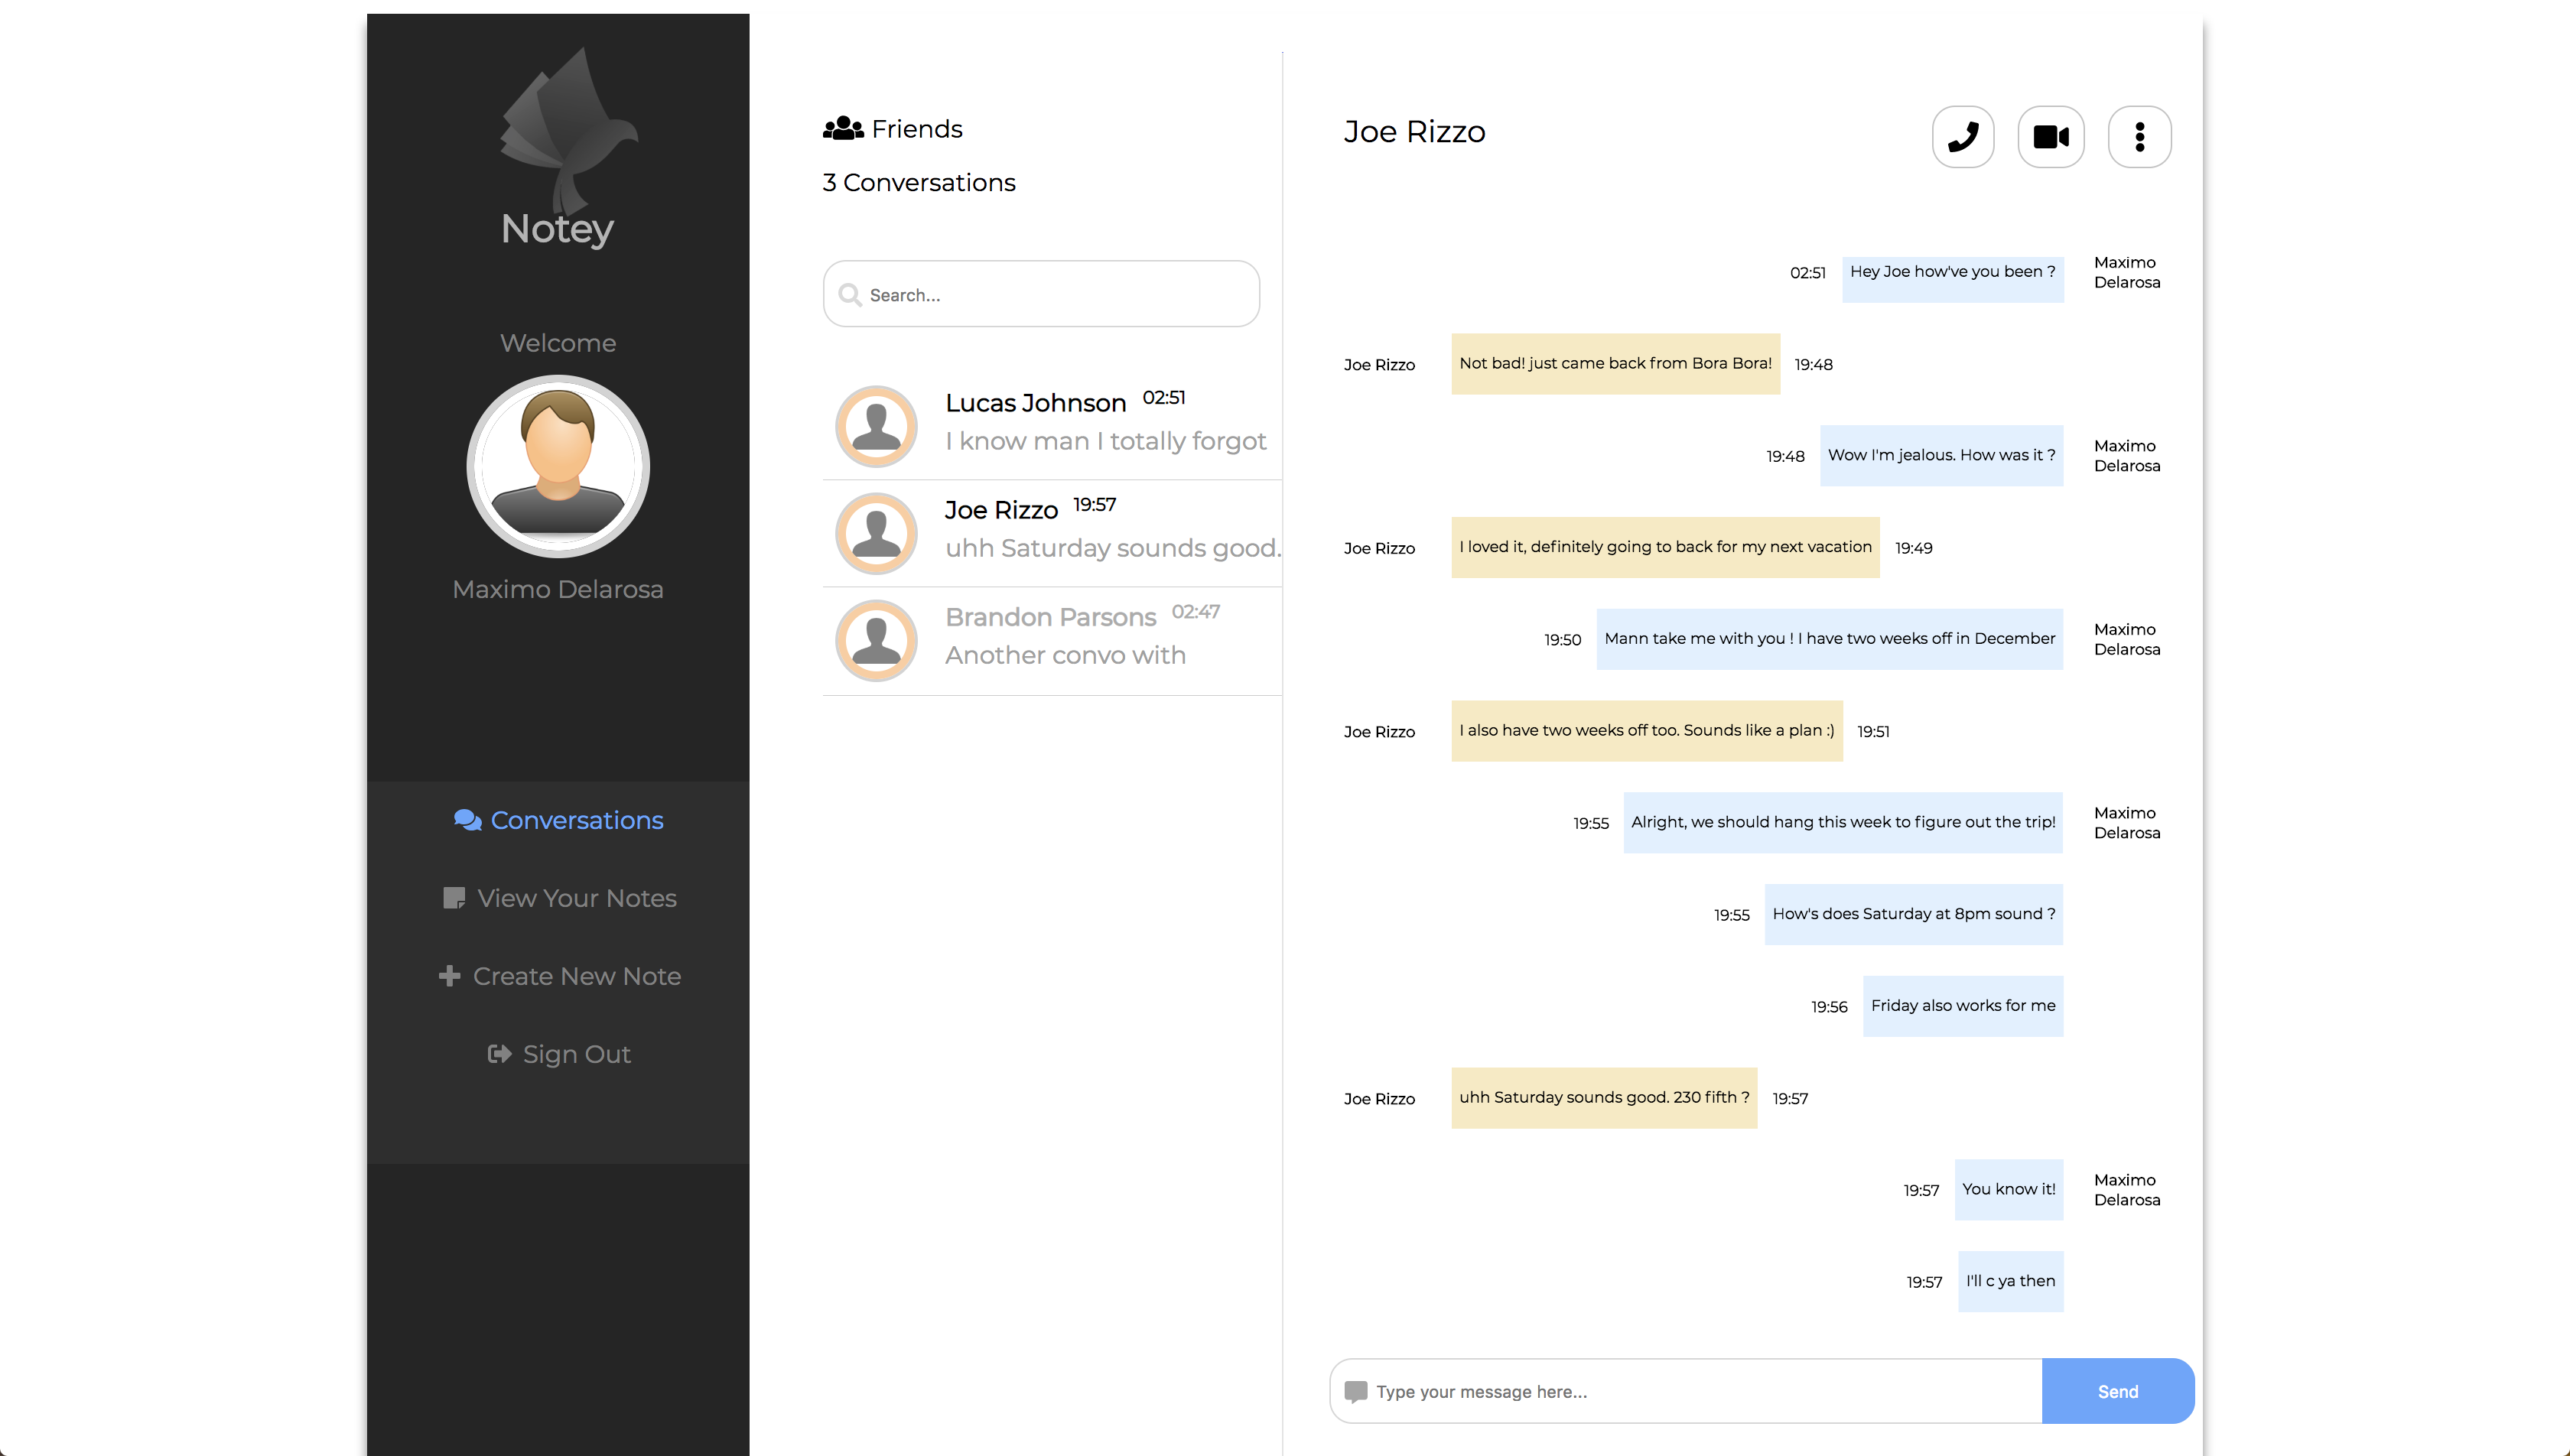 Notey
Welcome
Maximo Delarosa
Conversations
View Your Notes
Create New Note
Sign Out
Friends
3 Conversations
Search...
Lucas Johnson 02:51
I know man I totally forgot
Joe Rizzo 19:57
uhh Saturday sounds good.
Brandon Parsons 02:47
Another convo with
Joe Rizzo
02:51 Hey Joe how've you been ? Maximo
Delarosa
Joe Rizzo Not bad! just came back from Bora Bora! 19:48
19:48 Wow I'm jealous. How was it ? Maximo
Delarosa
Joe Rizzo I loved it, definitely going to back for my next vacation 19:49
19:50 Mann take me with you ! I have two weeks off in December Maximo
Delarosa
Joe Rizzo I also have two weeks off too. Sounds like a plan :) 19:51
19:55 Alright, we should hang this week to figure out the trip! Maximo
Delarosa
19:55 How's does Saturday at 8pm sound ?
19:56 Friday also works for me
Joe Rizzo uhh Saturday sounds good. 230 fifth ? 19:57
19:57 You know it! Maximo
Delarosa
19:57 I'll c ya then
Type your message here... Send